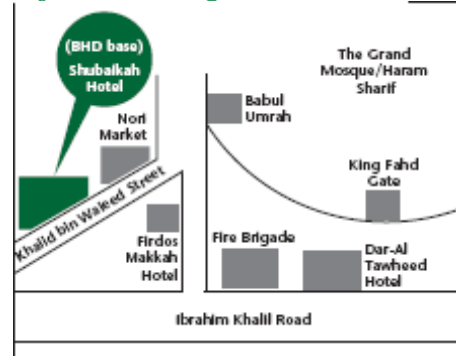 (BHD base)
Shubaikah
Hotel
The Grand
Mosque/Haram
Sharif
Nori
Market
Babul
Umrah
King Fahd
Gate
Khalid bin Waleed Street
Firdos
Makkah
Hotel
Fire Brigade
Dar-Al
Tawheed
Hotel
Ibrahim Khalil Road